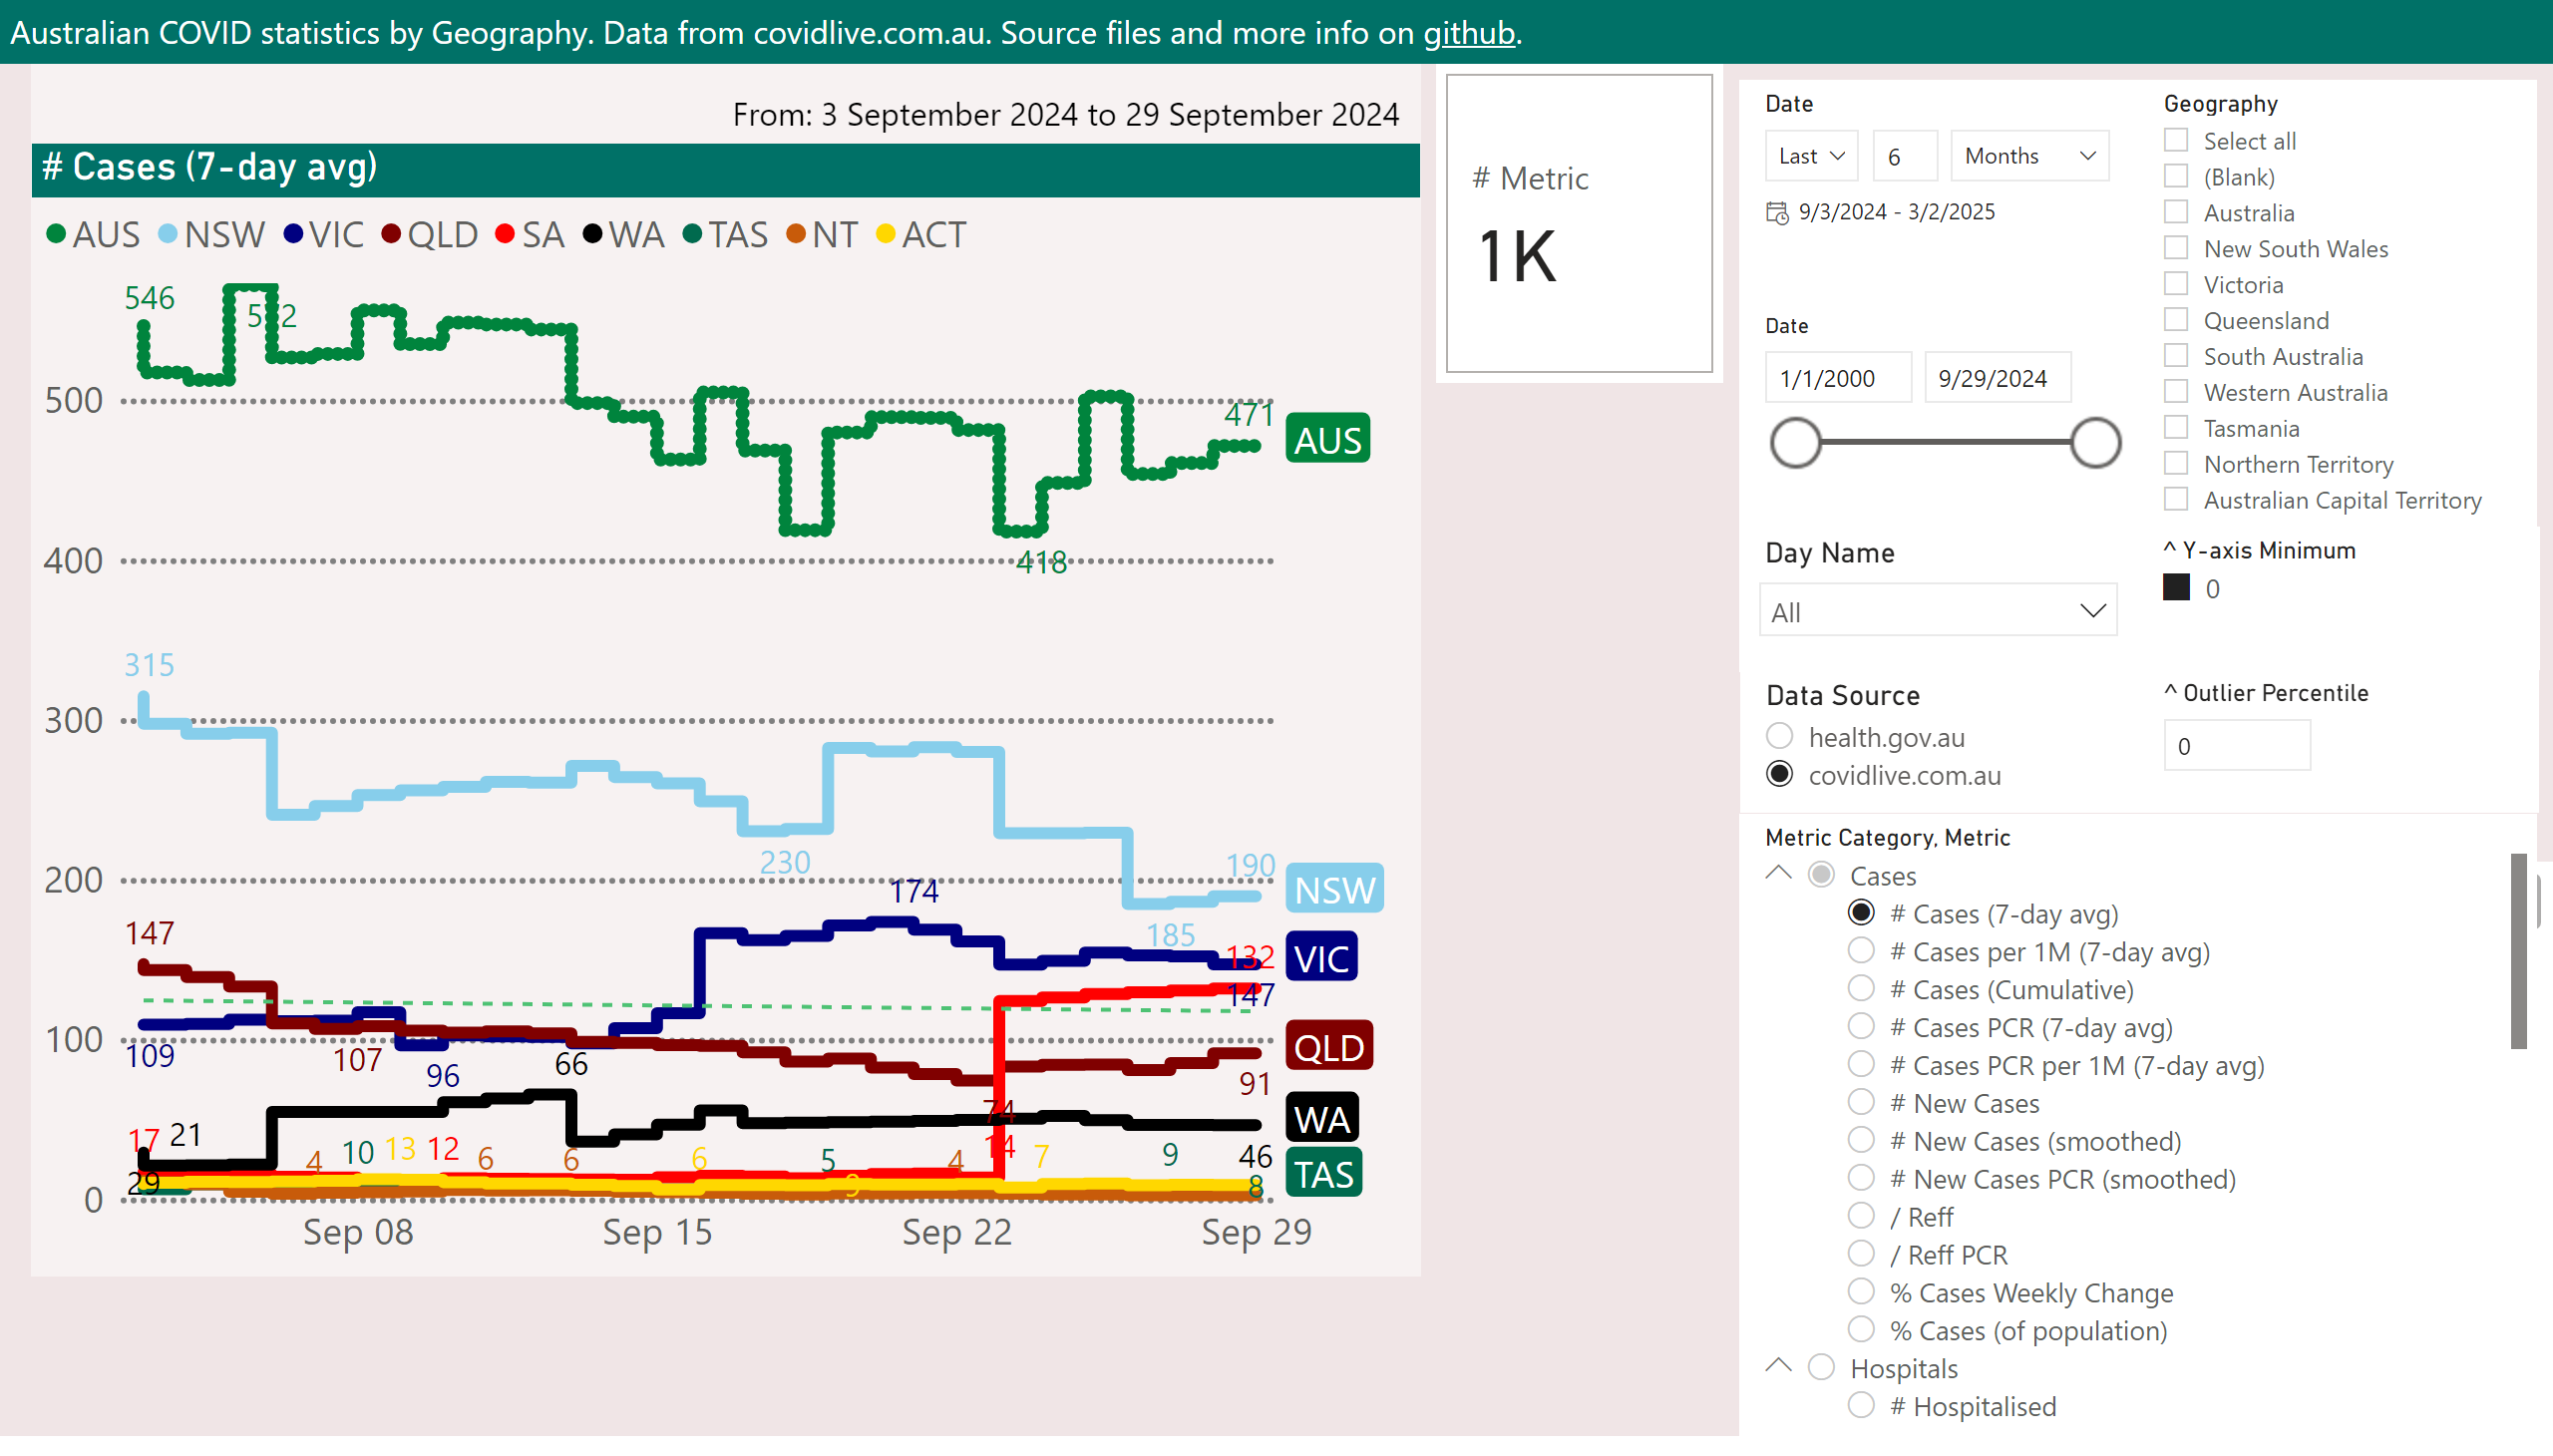 Australian COVID statistics by Geography. Data from covidlive.com.au. Source files and more info on github.
From: 3 September 2024 to 29 September 2024
# Cases (7-day avg)
AUS NSW VIC QLD SA WA TAS NT ACT
546
572
500
471
AUS
400
418
315
300
200
230
174
190
NSW
147
185
132
VIC
147
100
109
107
96
66
QLD
91
74
WA
17
21
4
10
13
12
6
6
6
5
4
14
7
9
46
TAS
29
9
8
0
Sep 08
Sep 15
Sep 22
Sep 29
# Metric
1K
Date
Last
6
Months
9/3/2024 - 3/2/2025
Date
1/1/2000
9/29/2024
Day Name
All
Data Source
health.gov.au
covidlive.com.au
Geography
Select all
(Blank)
Australia
New South Wales
Victoria
Queensland
South Australia
Western Australia
Tasmania
Northern Territory
Australian Capital Territory
^ Y-axis Minimum
0
^ Outlier Percentile
0
Metric Category, Metric
Cases
# Cases (7-day avg)
# Cases per 1M (7-day avg)
# Cases (Cumulative)
# Cases PCR (7-day avg)
# Cases PCR per 1M (7-day avg)
# New Cases
# New Cases (smoothed)
# New Cases PCR (smoothed)
/ Reff
/ Reff PCR
% Cases Weekly Change
% Cases (of population)
Hospitals
# Hospitalised